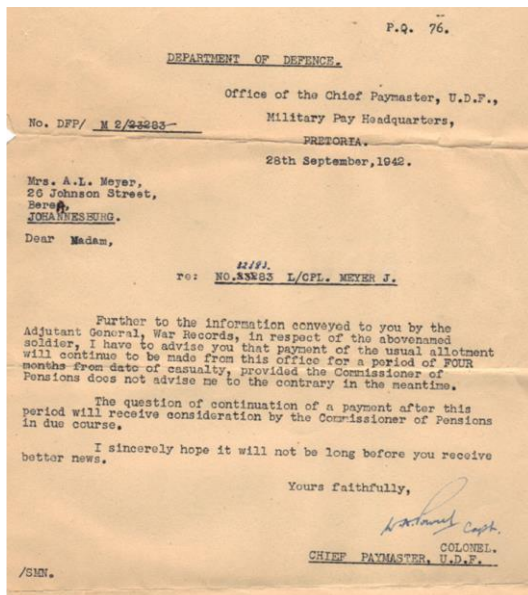 P.Q. 76.
DEPARTMENT OF DEFENCE.
Office of the Chief Paymaster, U.D.F.,
Military Pay Headquarters,
PRETORIA.
28th September, 1942.
No. DFP/ M 2/23283
Mrs. A.L. Meyer,
26 Johnson Street,
Berea,
JOHANNESBURG.
Dear Madam,
re: NO.23283 L/CPL. MEYER J.
Further to the information conveyed to you by the
Adjutant General, War Records, in respect of the abovenamed
soldier, I have to advise you that payment of the usual allotment
will continue to be made from this office for a period of FOUR
months from date of casualty, provided the Commissioner of
Pensions does not advise me to the contrary in the meantime.
The question of continuation of a payment after this
period will receive consideration by the Commissioner of Pensions
in due course.
I sincerely hope it will not be long before you receive
better news.
Yours faithfully,
Capt.
COLONEL.
CHIEF PAYMASTER, U.D.F.
/SMN.